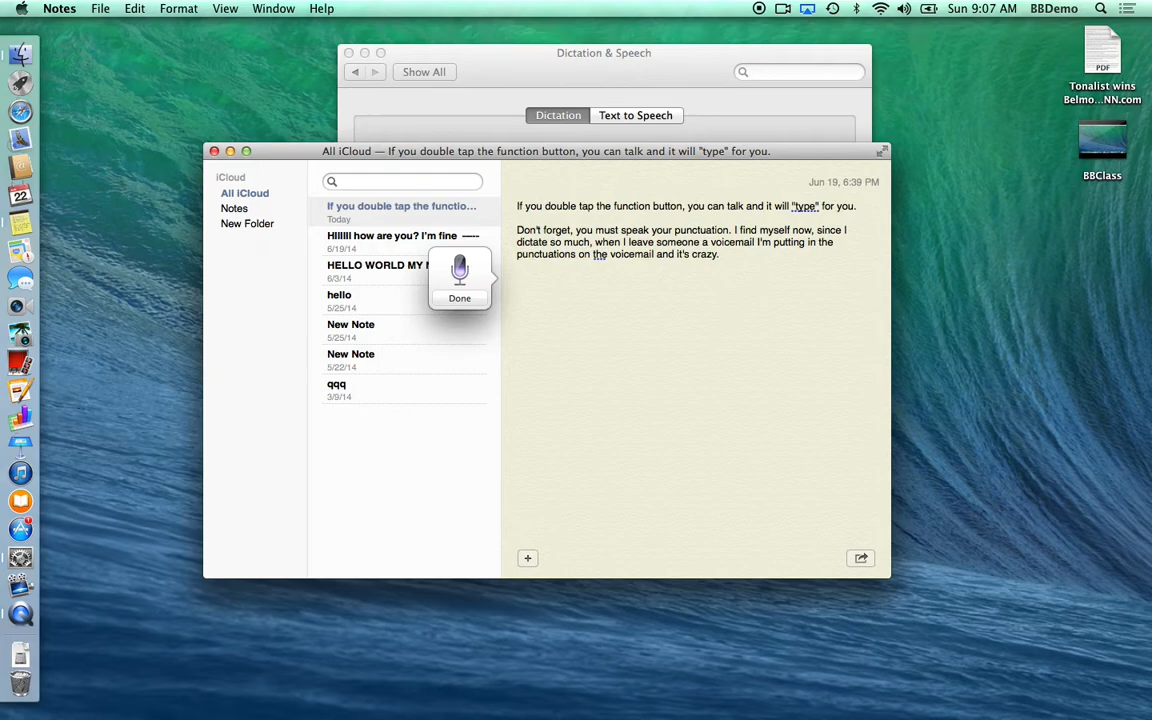 Notes File Edit Format View Window Help Sun 9:07 AM BBDemo
Dictation & Speech
Show All
Dictation Text to Speech
PDF
Tonalist wins
Belmo...NN.com
BBClass
All iCloud — If you double tap the function button, you can talk and it will "type" for you.
iCloud
All iCloud
Notes
New Folder
If you double tap the functio...
Today
HIIIIII how are you? I'm fine —--
6/19/14
HELLO WORLD MY
6/3/14
hello
5/25/14
New Note
5/25/14
New Note
5/22/14
qqq
3/9/14
Done
Jun 19, 6:39 PM
If you double tap the function button, you can talk and it will "type" for you.
Don't forget, you must speak your punctuation. I find myself now, since I
dictate so much, when I leave someone a voicemail I'm putting in the
punctuations on the voicemail and it's crazy.
22